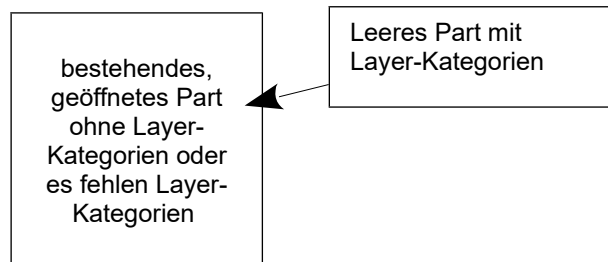 bestehendes,
geöffnetes Part
ohne Layer-
Kategorien oder
es fehlen Layer-
Kategorien
Leeres Part mit
Layer-Kategorien